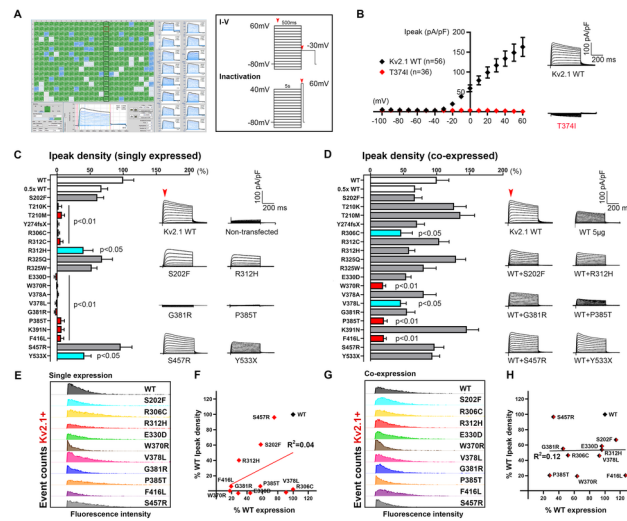 A
I-V
60mV
500ms
-30mV
-80mV
Inactivation
5s
60mV
40mV
-80mV
B
Ipeak (pA/pF)
200
150
100
50
Kv2.1 WT (n=56)
T374I (n=36)
(mV)
-100 -80 -60 -40 -20 0 20 40 60
100 pA/pF
200 ms
Kv2.1 WT
T374I
C
Ipeak density (singly expressed)
0 50 100 150 200 (%)
WT
0.5x WT
S202F
T210K
T210M
Y274fsX
R306C
R312C
R312H
R325Q
R325W
E330D
W370R
V378A
V378L
G381R
P385T
K391N
F416L
S457R
Y533X
p<0.01
p<0.05
p<0.01
p<0.05
100 pA/pF
200 ms
Kv2.1 WT
Non-transfected
S202F
R312H
G381R
P385T
S457R
Y533X
D
Ipeak density (co-expressed)
0 50 100 150 200 (%)
WT
0.5x WT
S202F
T210K
T210M
Y274fsX
R306C
R312C
R312H
R325Q
R325W
E330D
W370R
V378A
V378L
G381R
P385T
K391N
F416L
S457R
Y533X
p<0.05
p<0.01
p<0.05
p<0.01
p<0.01
100 pA/pF
200 ms
Kv2.1 WT
WT 5µg
WT+S202F
WT+R312H
WT+G381R
WT+P385T
WT+S457R
WT+Y533X
E
Single expression
Event counts Kv2.1+
WT
S202F
R306C
R312H
E330D
W370R
V378L
G381R
P385T
F416L
S457R
Fluorescence intensity
F
% WT Ipeak density
120
100
80
60
40
20
0
WT
S457R
S202F
R²=0.04
R312H
F416L
G381R
P385T
V378L
W370R
E330D
R306C
0 20 40 60 80 100 120
% WT expression
G
Co-expression
Event counts Kv2.1+
WT
S202F
R306C
R312H
E330D
W370R
V378L
G381R
P385T
F416L
S457R
Fluorescence intensity
H
% WT Ipeak density
120
100
80
60
40
20
0
S457R
WT
S202F
G381R
E330D
R312H
R²=0.12
R306C
V378L
P385T
W370R
F416L
0 20 40 60 80 100 120
% WT expression